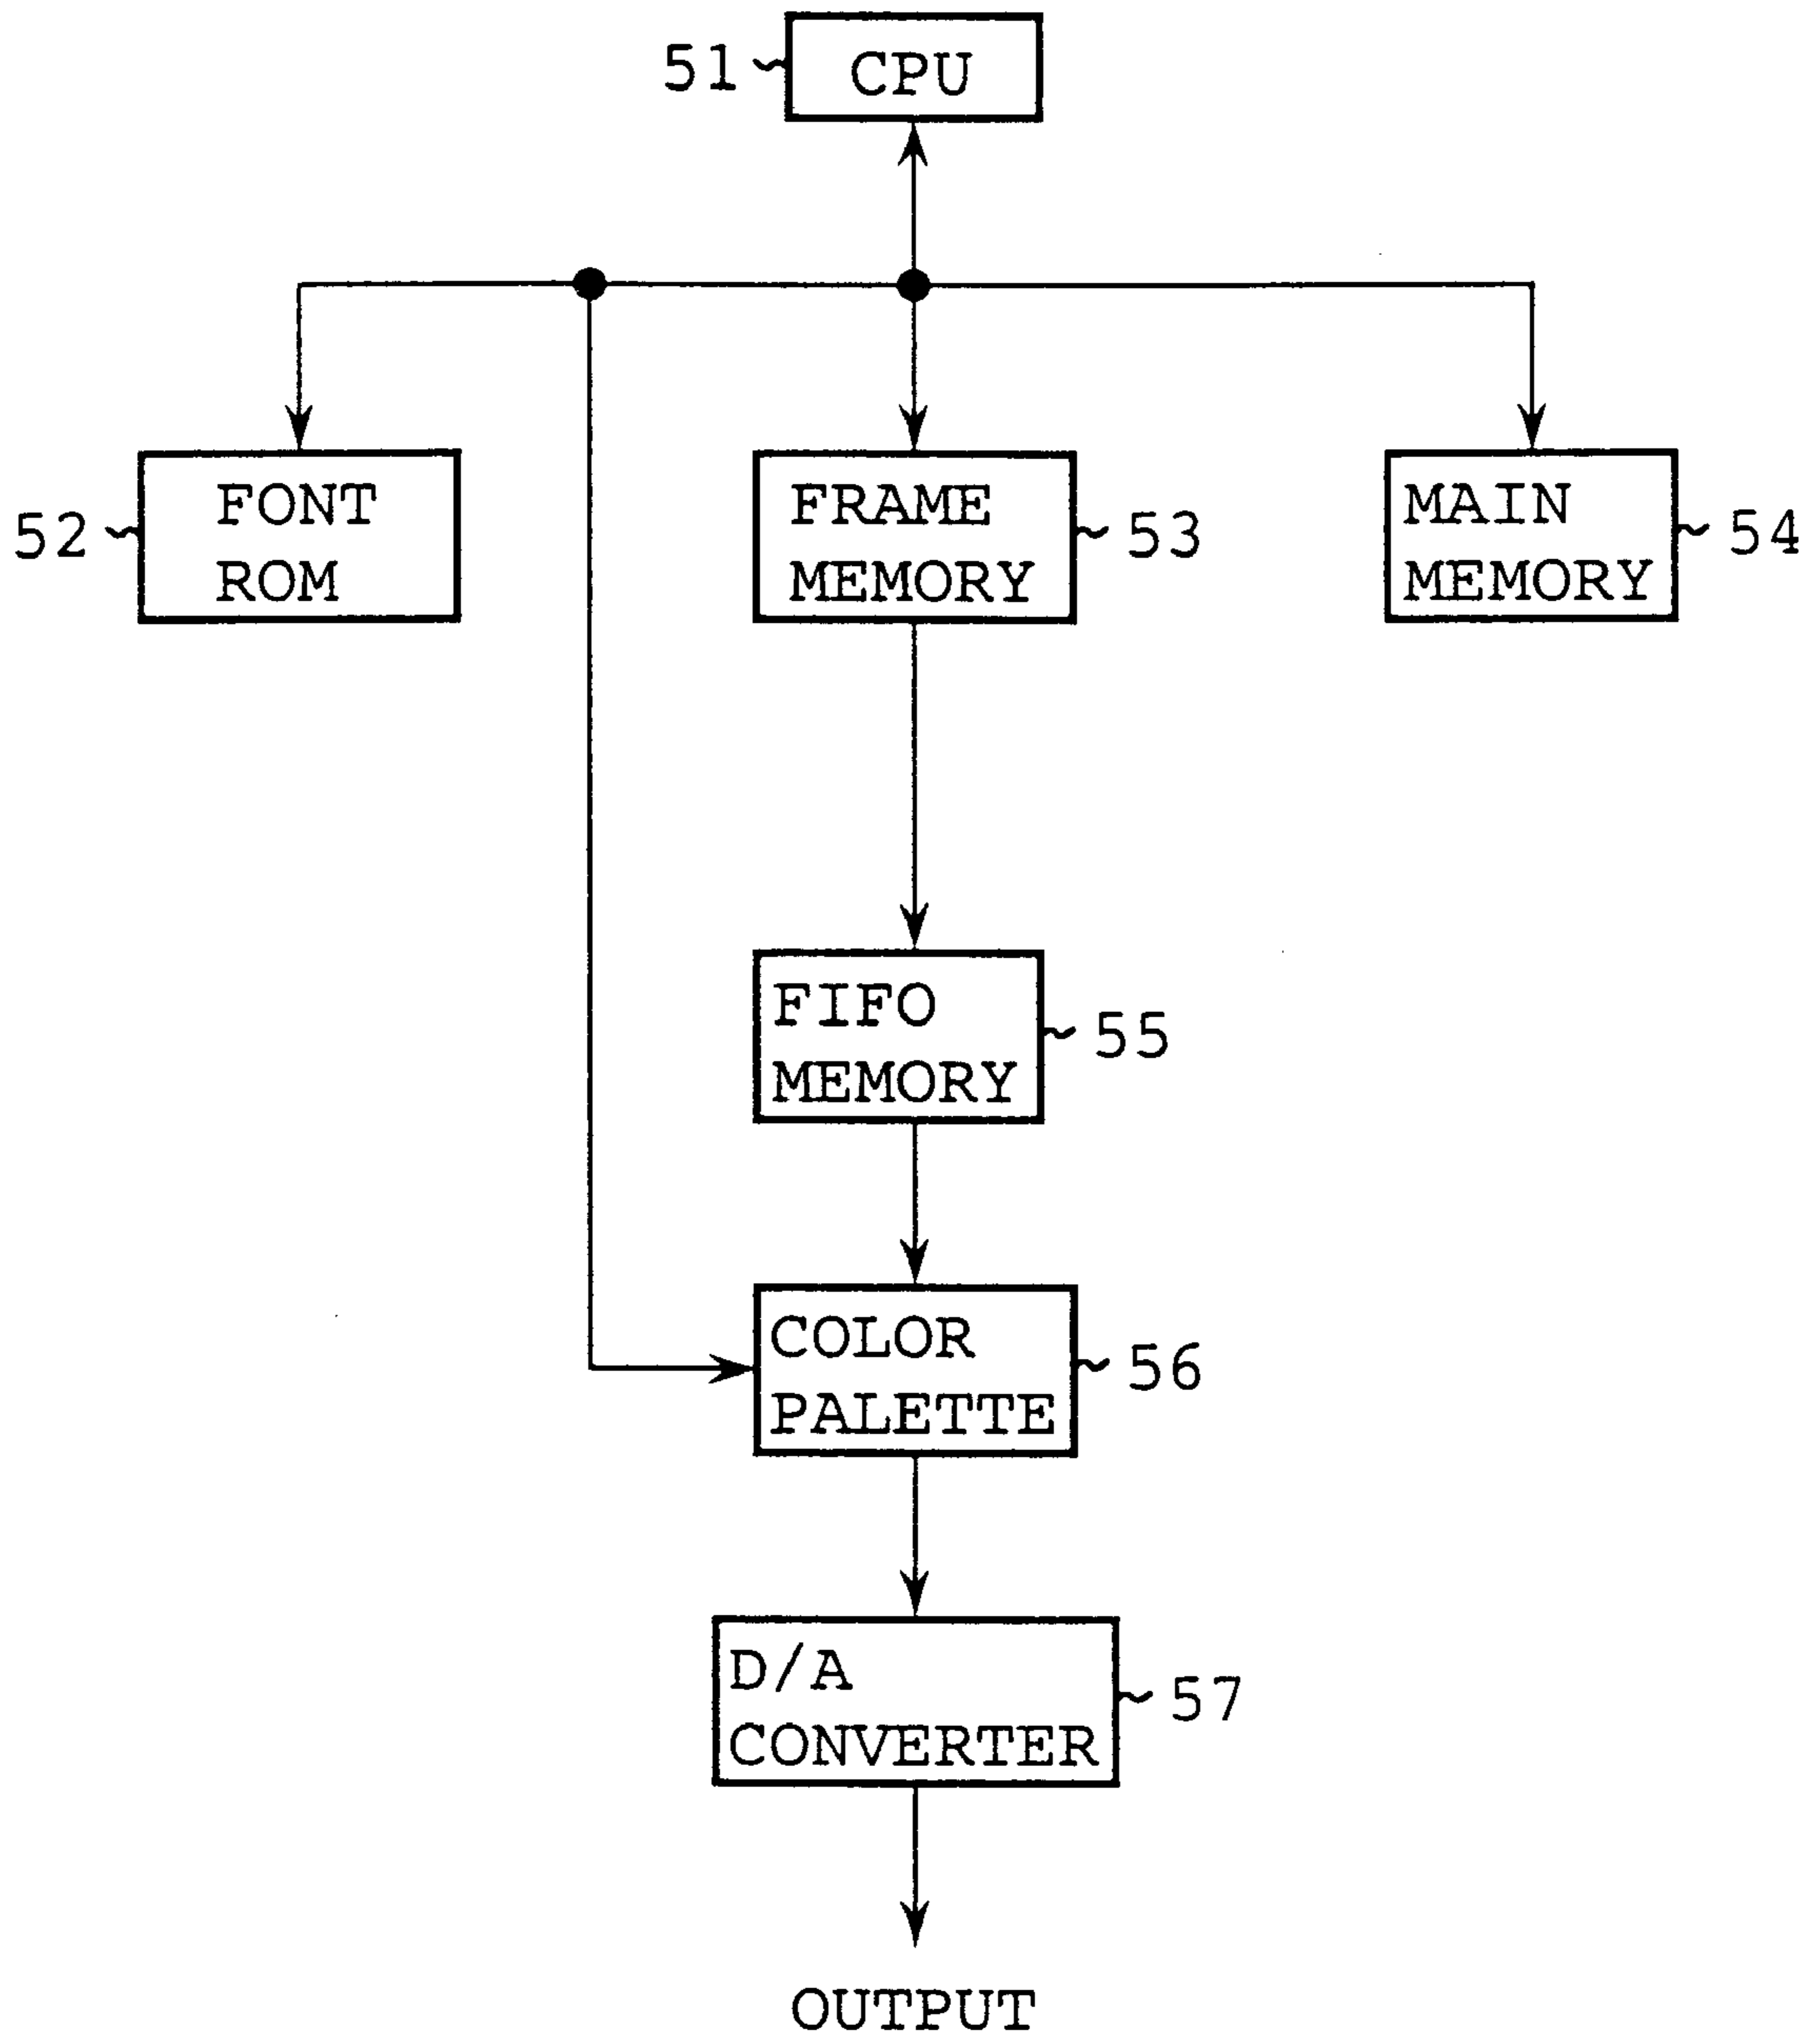 51
CPU
52
FONT
ROM
FRAME
MEMORY
53
MAIN
MEMORY
54
FIFO
MEMORY
55
COLOR
PALETTE
56
D/A
CONVERTER
57
OUTPUT